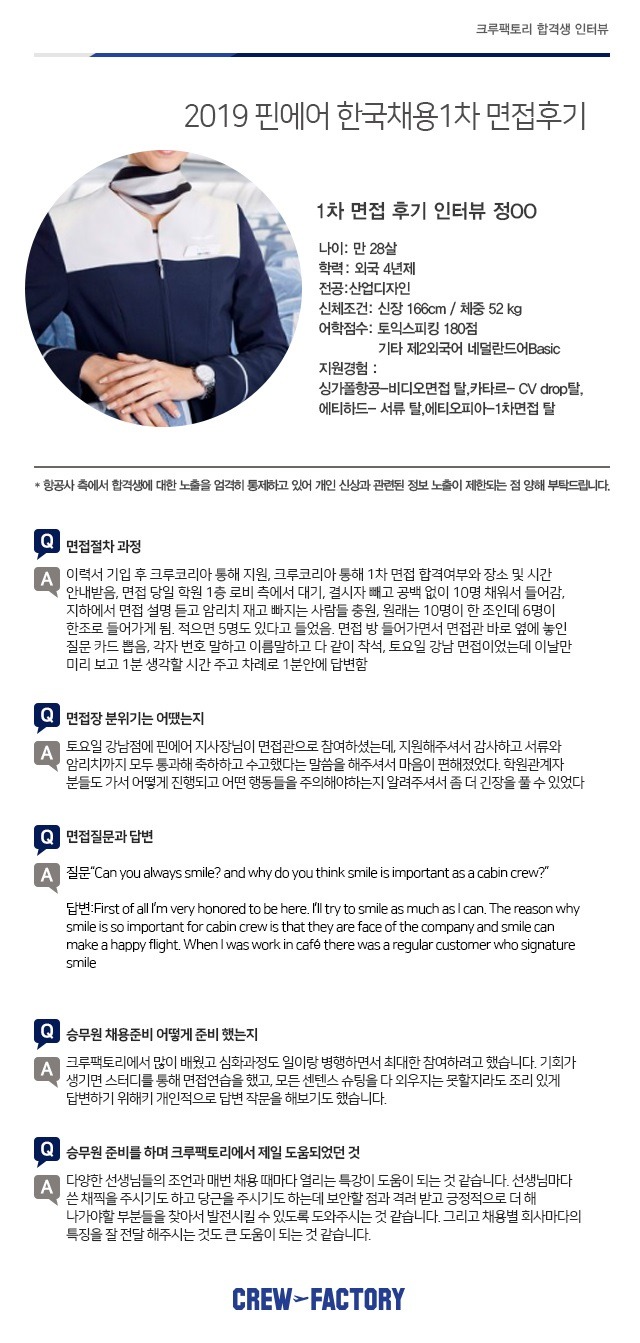 크루팩토리 합격생 인터뷰
2019 핀에어 한국채용1차 면접후기
1차 면접 후기 인터뷰 정OO
나이: 만 28살
학력: 외국 4년제
전공:산업디자인
신체조건: 신장 166cm / 체중 52 kg
어학점수: 토익스피킹 180점
기타 제2외국어 네덜란드어Basic
지원경험 :
싱가폴항공-비디오면접 탈,카타르- CV drop탈,
에티하드- 서류 탈,에티오피아-1차면접 탈
* 항공사 측에서 합격생에 대한 노출을 엄격히 통제하고 있어 개인 신상과 관련된 정보 노출이 제한되는 점 양해 부탁드립니다.
Q 면접절차 과정
A 이력서 기입 후 크루코리아 통해 지원, 크루코리아 통해 1차 면접 합격여부와 장소 및 시간
안내받음, 면접 당일 학원 1층 로비 측에서 대기, 결시자 빼고 공백 없이 10명 채워서 들어감,
지하에서 면접 설명 듣고 암리치 재고 빠지는 사람들 충원, 원래는 10명이 한 조인데 6명이
한조로 들어가게 됨. 적으면 5명도 있다고 들었음. 면접 방 들어가면서 면접관 바로 옆에 놓인
질문 카드 뽑음, 각자 번호 말하고 이름말하고 다 같이 착석, 토요일 강남 면접이었는데 이날만
미리 보고 1분 생각할 시간 주고 차례로 1분안에 답변함
Q 면접장 분위기는 어땠는지
A 토요일 강남점에 핀에어 지사장님이 면접관으로 참여하셨는데, 지원해주셔서 감사하고 서류와
암리치까지 모두 통과해 축하하고 수고했다는 말씀을 해주셔서 마음이 편해졌었다. 학원관계자
분들도 가서 어떻게 진행되고 어떤 행동들을 주의해야하는지 알려주셔서 좀 더 긴장을 풀 수 있었다
Q 면접질문과 답변
A 질문"Can you always smile? and why do you think smile is important as a cabin crew?"
답변:First of all I'm very honored to be here. I'll try to smile as much as I can. The reason why
smile is so important for cabin crew is that they are face of the company and smile can
make a happy flight. When I was work in café there was a regular customer who signature
smile
Q 승무원 채용준비 어떻게 준비 했는지
A 크루팩토리에서 많이 배웠고 심화과정도 일이랑 병행하면서 최대한 참여하려고 했습니다. 기회가
생기면 스터디를 통해 면접연습을 했고, 모든 센텐스 슈팅을 다 외우지는 못할지라도 조리 있게
답변하기 위해키 개인적으로 답변 작문을 해보기도 했습니다.
Q 승무원 준비를 하며 크루팩토리에서 제일 도움되었던 것
A 다양한 선생님들의 조언과 매번 채용 때마다 열리는 특강이 도움이 되는 것 같습니다. 선생님마다
쓴 채찍을 주시기도 하고 당근을 주시기도 하는데 보안할 점과 격려 받고 긍정적으로 더 해
나가야할 부분들을 찾아서 발전시킬 수 있도록 도와주시는 것 같습니다. 그리고 채용별 회사마다의
특징을 잘 전달 해주시는 것도 큰 도움이 되는 것 같습니다.
CREW FACTORY